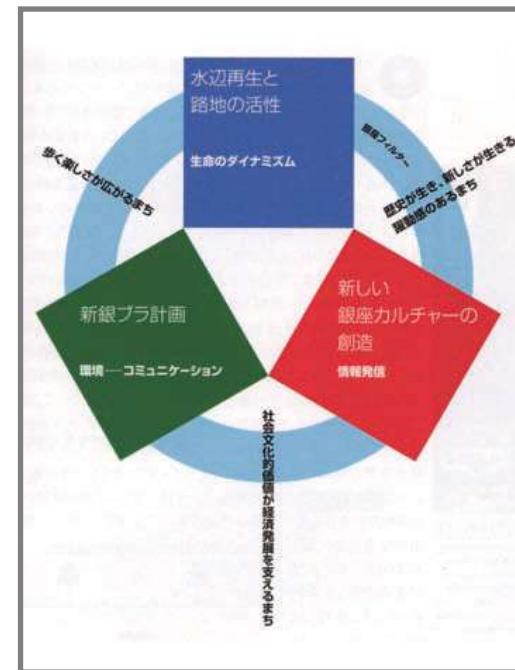 水辺再生と
路地の活性
生命のダイナミズム
歩く楽しさが広がるまち
銀座フィルター
歴史が生き、新しさが生きる
躍動感のあるまち
新銀ブラ計画
環境──コミュニケーション
新しい
銀座カルチャーの
創造
情報発信
社会文化的価値が経済発展を支えるまち